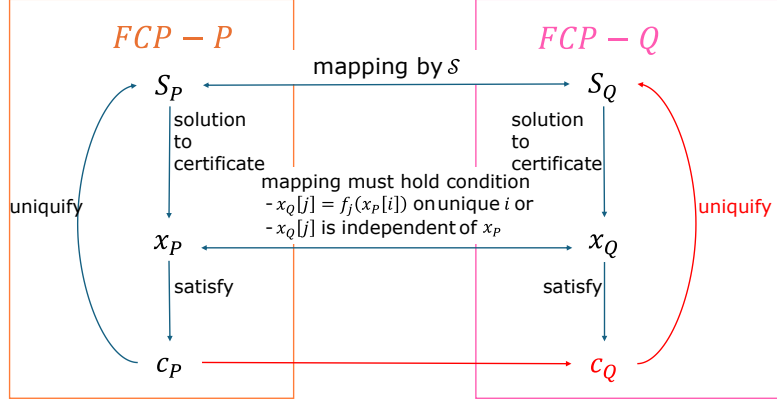 FCP − P
FCP − Q
mapping by 𝒮
S_P
S_Q
solution
to
certificate
solution
to
certificate
mapping must hold condition
- x_Q[j] = f_j(x_P[i]) on unique i or
- x_Q[j] is independent of x_P
uniquify
uniquify
x_P
x_Q
satisfy
satisfy
c_P
c_Q